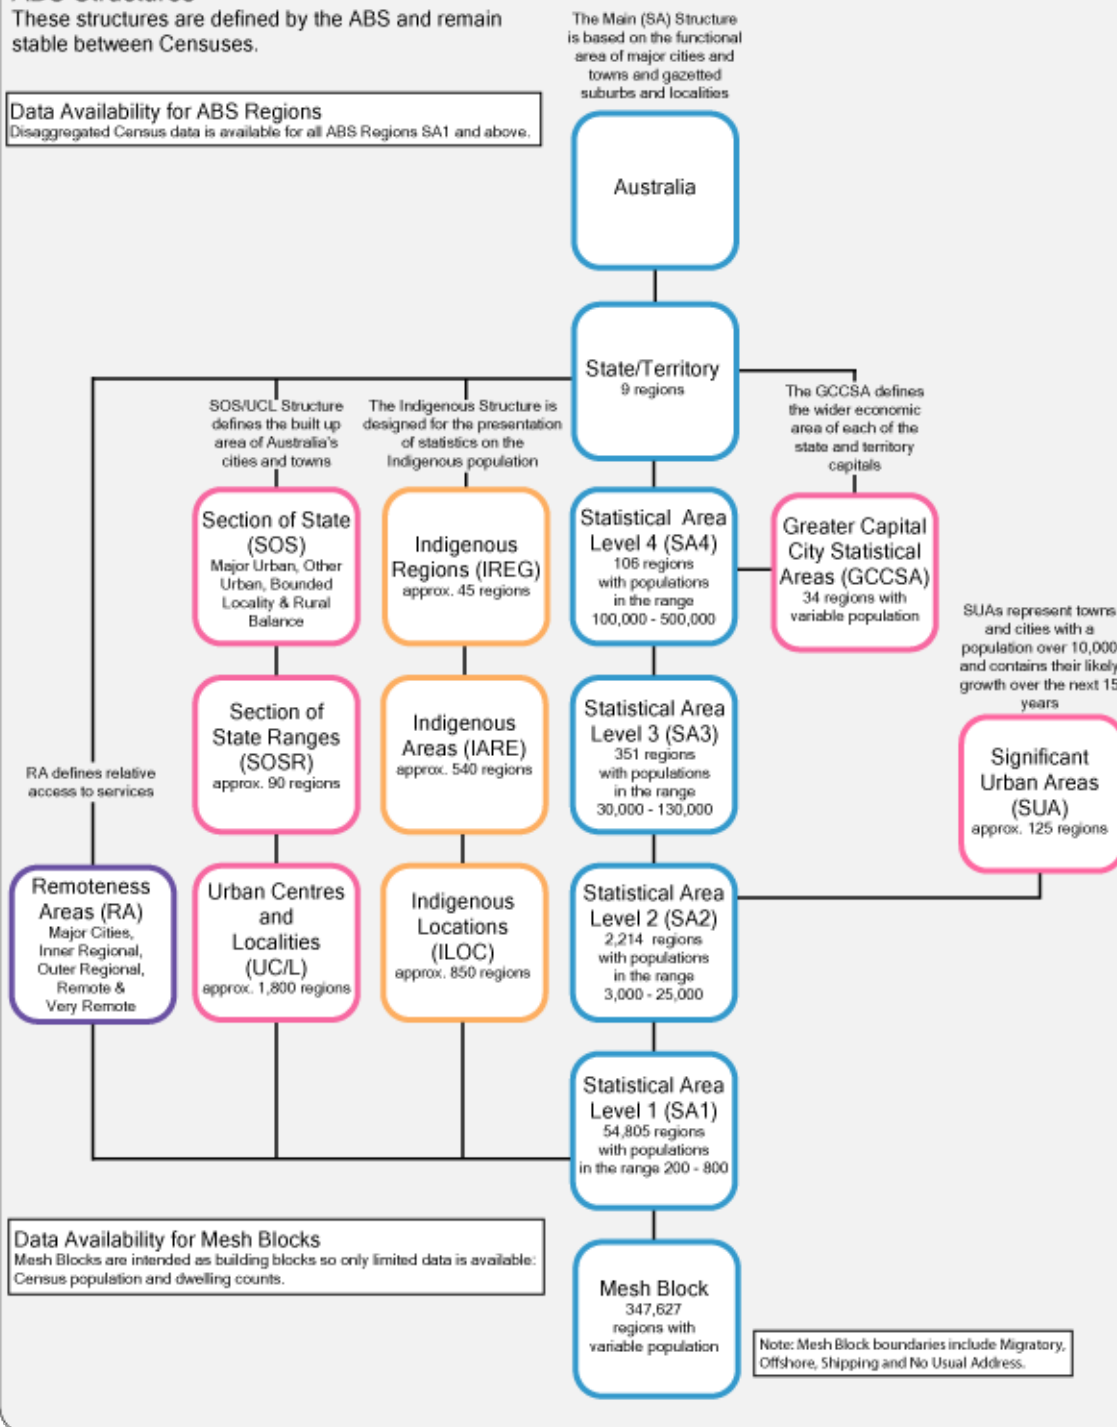 ABS Structures
These structures are defined by the ABS and remain
stable between Censuses.
Data Availability for ABS Regions
Disaggregated Census data is available for all ABS Regions SA1 and above.
The Main (SA) Structure
is based on the functional
area of major cities and
towns and gazetted
suburbs and localities
Australia
State/Territory
9 regions
SOS/UCL Structure
defines the built up
area of Australia's
cities and towns
The Indigenous Structure is
designed for the presentation
of statistics on the
Indigenous population
The GCCSA defines
the wider economic
area of each of the
state and territory
capitals
Section of State
(SOS)
Major Urban, Other
Urban, Bounded
Locality & Rural
Balance
Indigenous
Regions (IREG)
approx. 45 regions
Statistical Area
Level 4 (SA4)
106 regions
with populations
in the range
100,000 - 500,000
Greater Capital
City Statistical
Areas (GCCSA)
34 regions with
variable population
SUAs represent towns
and cities with a
population over 10,000
and contains their likely
growth over the next 15
years
Section of
State Ranges
(SOSR)
approx. 90 regions
Indigenous
Areas (IARE)
approx. 540 regions
Statistical Area
Level 3 (SA3)
351 regions
with populations
in the range
30,000 - 130,000
Significant
Urban Areas
(SUA)
approx. 125 regions
RA defines relative
access to services
Remoteness
Areas (RA)
Major Cities,
Inner Regional,
Outer Regional,
Remote &
Very Remote
Urban Centres
and
Localities
(UC/L)
approx. 1,800 regions
Indigenous
Locations
(ILOC)
approx. 850 regions
Statistical Area
Level 2 (SA2)
2,214 regions
with populations
in the range
3,000 - 25,000
Statistical Area
Level 1 (SA1)
54,805 regions
with populations
in the range 200 - 800
Data Availability for Mesh Blocks
Mesh Blocks are intended as building blocks so only limited data is available:
Census population and dwelling counts.
Mesh Block
347,627
regions with
variable population
Note: Mesh Block boundaries include Migratory,
Offshore, Shipping and No Usual Address.